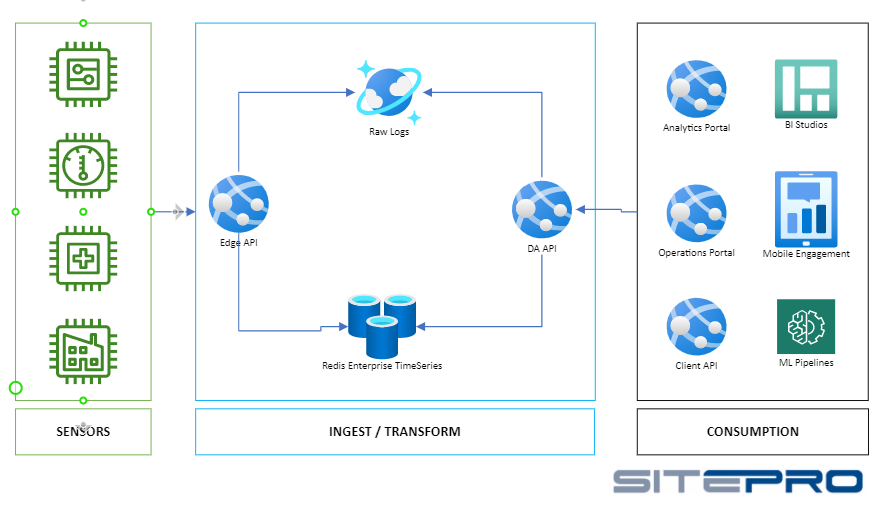 Raw Logs
Edge API
DA API
Redis Enterprise TimeSeries
Analytics Portal
BI Studios
Operations Portal
Mobile Engagement
Client API
ML Pipelines
SENSORS
INGEST / TRANSFORM
CONSUMPTION
SITEPRO